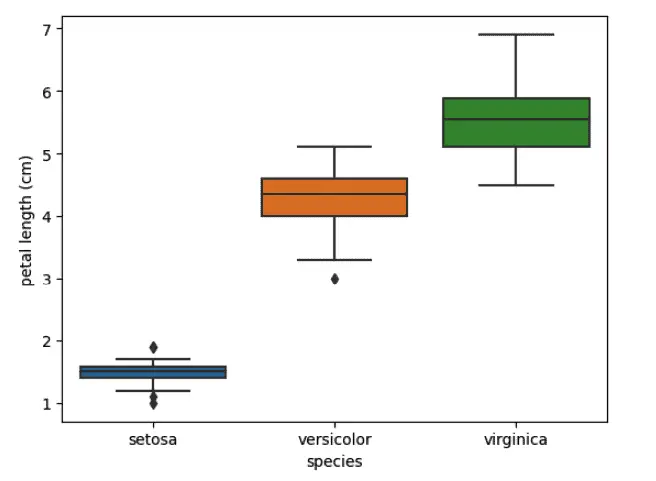 petal length (cm)
7
6
5
4
3
2
1
setosa versicolor virginica
species